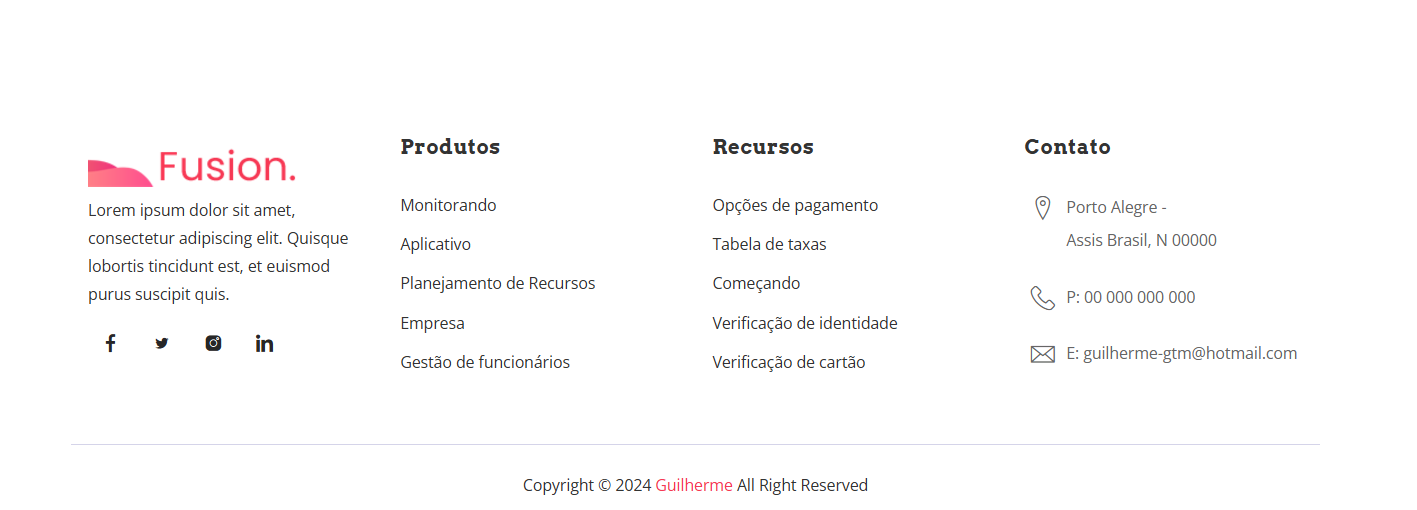 Fusion.
Lorem ipsum dolor sit amet,
consectetur adipiscing elit. Quisque
lobortis tincidunt est, et euismod
purus suscipit quis.
Produtos
Monitorando
Aplicativo
Planejamento de Recursos
Empresa
Gestão de funcionários
Recursos
Opções de pagamento
Tabela de taxas
Começando
Verificação de identidade
Verificação de cartão
Contato
Porto Alegre -
Assis Brasil, N 00000
P: 00 000 000 000
E: guilherme-gtm@hotmail.com
Copyright © 2024 Guilherme All Right Reserved